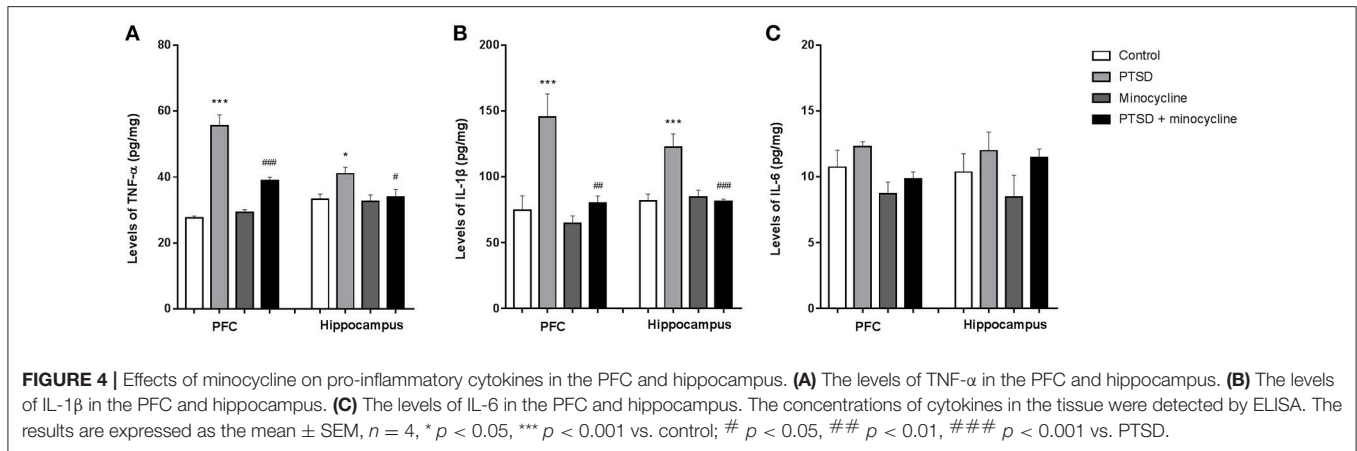 A
Levels of TNF-α (pg/mg)
80
60
40
20
0
***
###
*
#
PFC
Hippocampus
B
Levels of IL-1β (pg/mg)
200
150
100
50
0
***
##
***
###
PFC
Hippocampus
C
Levels of IL-6 (pg/mg)
20
15
10
5
0
PFC
Hippocampus
Control
PTSD
Minocycline
PTSD + minocycline
FIGURE 4 | Effects of minocycline on pro-inflammatory cytokines in the PFC and hippocampus. (A) The levels of TNF-α in the PFC and hippocampus. (B) The levels
of IL-1β in the PFC and hippocampus. (C) The levels of IL-6 in the PFC and hippocampus. The concentrations of cytokines in the tissue were detected by ELISA. The
results are expressed as the mean ± SEM, n = 4, * p < 0.05, *** p < 0.001 vs. control; # p < 0.05, ## p < 0.01, ### p < 0.001 vs. PTSD.